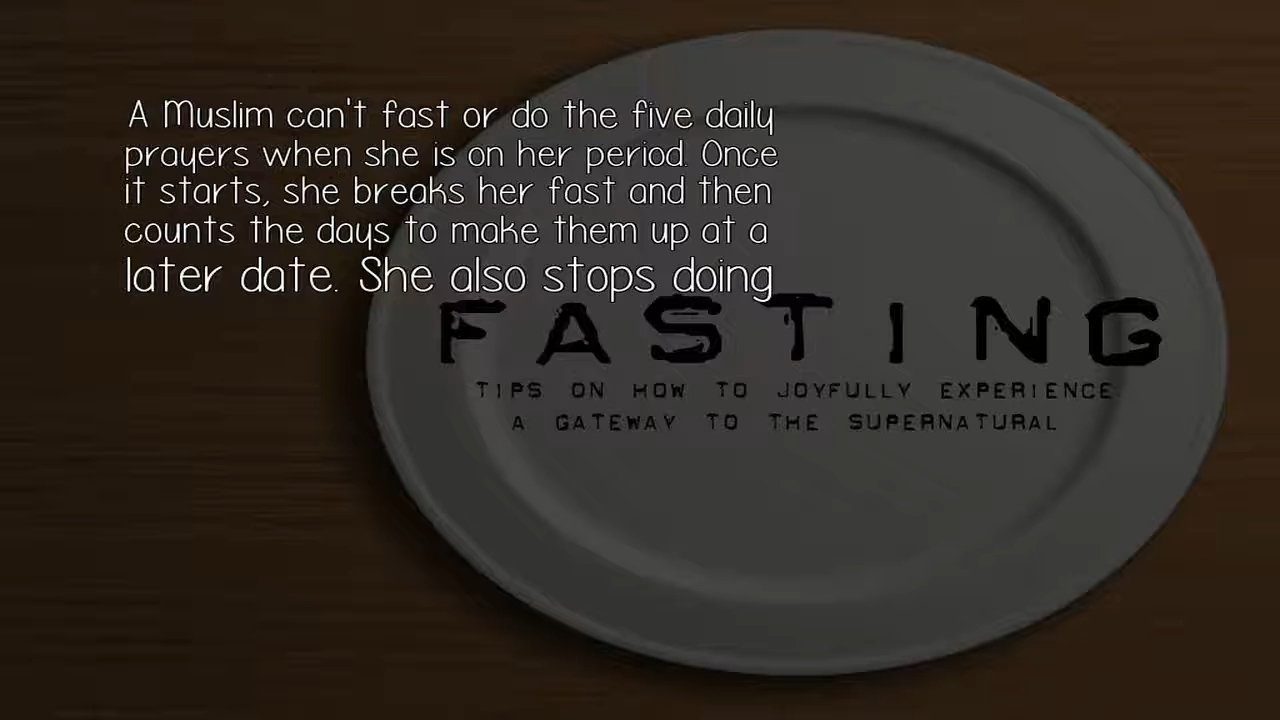 A Muslim can't fast or do the five daily
prayers when she is on her period. Once
it starts, she breaks her fast and then
counts the days to make them up at a
later date. She also stops doing
FASTING
TIPS ON HOW TO JOYFULLY EXPERIENCE
A GATEWAY TO THE SUPERNATURAL